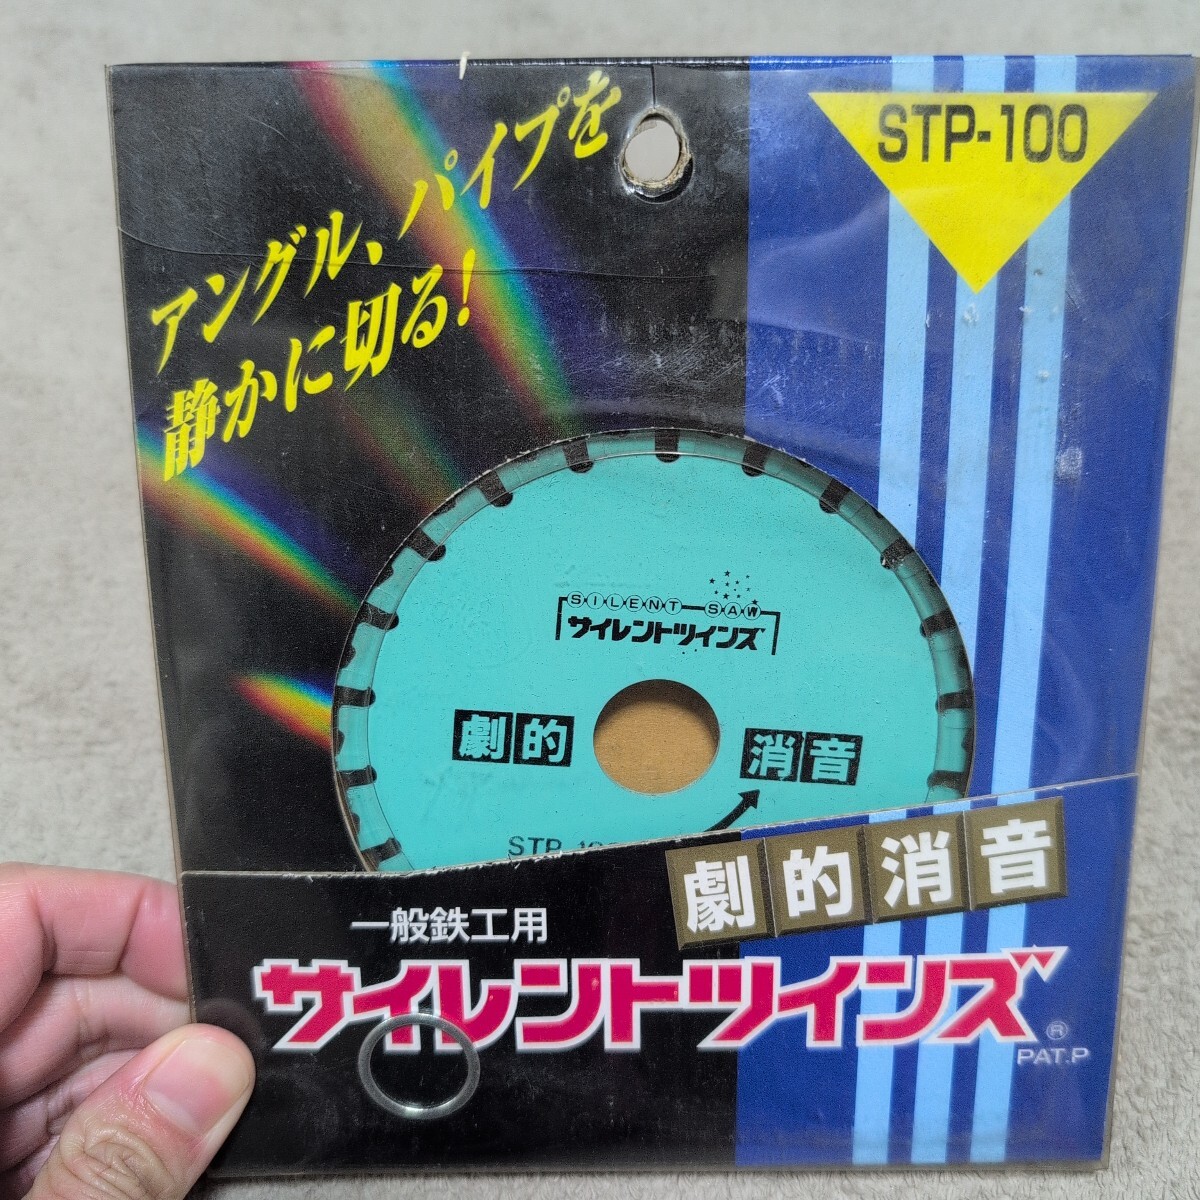 アングル、パイプを
静かに切る!
STP-100
SILENT SAW
サイレントツインズ
劇的 消音
劇的消音
一般鉄工用
サイレントツインズ®
PAT.P